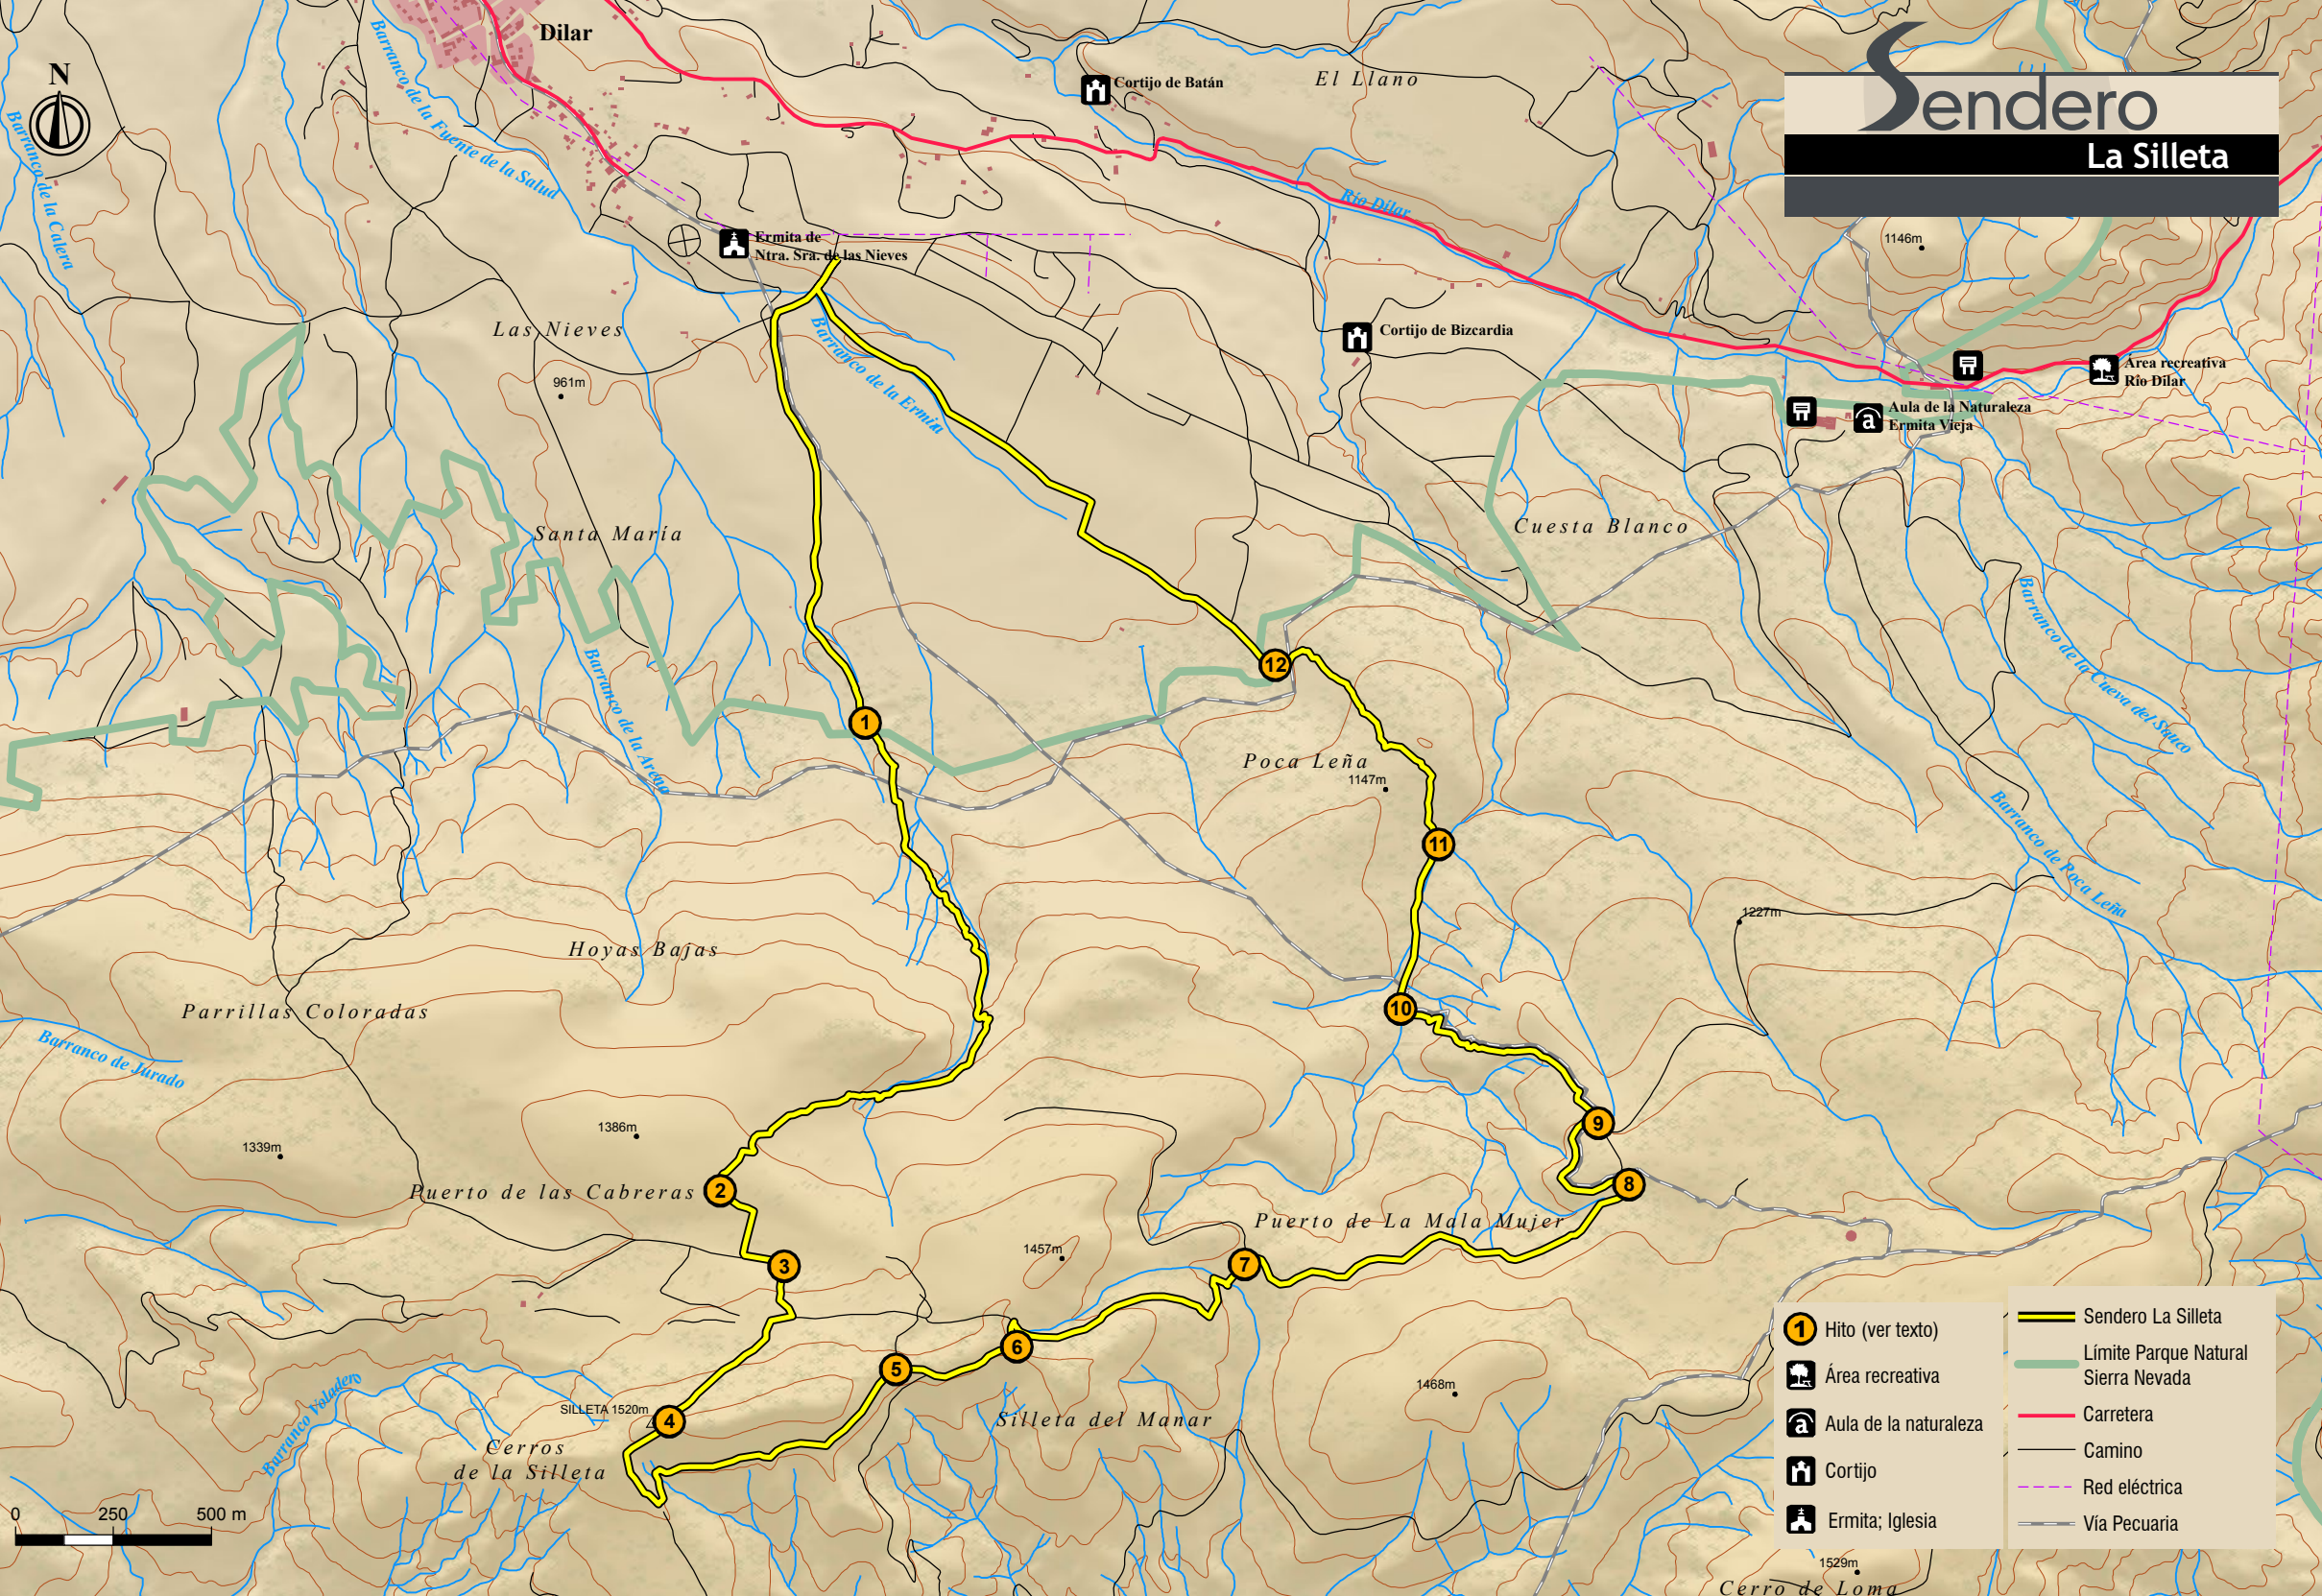 Dilar
N
Barranco de la Fuente de la Salud
Barranco de la Calera
Cortijo de Batán
El Llano
Sendero
La Silleta
Río Dilar
1146m
Ermita de
Ntra. Sra. de las Nieves
Las Nieves
Barranco de la Ermita
Cortijo de Bizcardia
Área recreativa
Río Dilar
961m
Aula de la Naturaleza
Ermita Vieja
Santa María
Cuesta Blanco
Barranco de la Cueva del Sauco
Barranco de la Arena
12
1
Poca Leña
1147m
11
Barranco de Poca Leña
1227m
Hoyas Bajas
Parrillas Coloradas
10
Barranco de Jurado
1386m
1339m
9
Puerto de las Cabreras
2
8
Puerto de La Mala Mujer
1457m
3
7
6
5
SILLETA 1520m
4
1468m
Silleta del Manar
Barranco Voladero
Cerros
de la Silleta
0 250 500 m
1 Hito (ver texto)
Área recreativa
a Aula de la naturaleza
Cortijo
Ermita; Iglesia
Sendero La Silleta
Límite Parque Natural
Sierra Nevada
Carretera
Camino
Red eléctrica
Vía Pecuaria
1529m
Cerro de Loma